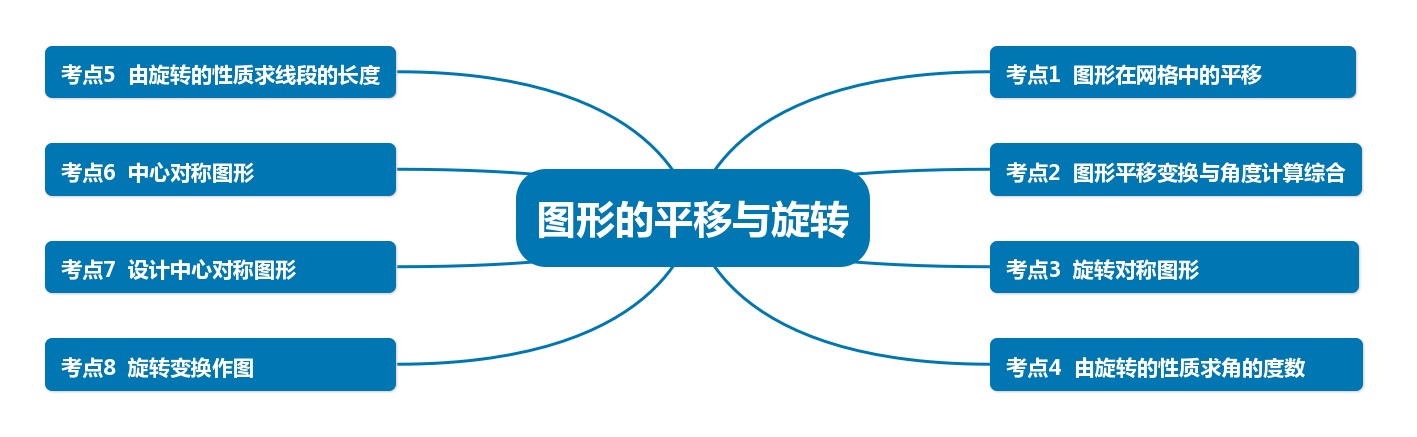 图形的平移与旋转
考点1 图形在网格中的平移
考点2 图形平移变换与角度计算综合
考点3 旋转对称图形
考点4 由旋转的性质求角的度数
考点5 由旋转的性质求线段的长度
考点6 中心对称图形
考点7 设计中心对称图形
考点8 旋转变换作图